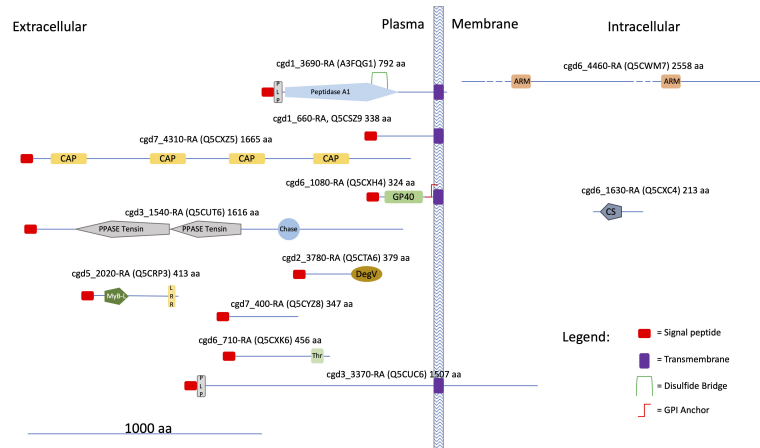 Extracellular
Plasma
Membrane
Intracellular
cgd1_3690-RA (A3FQG1) 792 aa
P
L
P
Peptidase A1
cgd6_4460-RA (Q5CWM7) 2558 aa
ARM
ARM
cgd1_660-RA, Q5CSZ9 338 aa
cgd7_4310-RA (Q5CXZ5) 1665 aa
CAP
CAP
CAP
CAP
cgd6_1080-RA (Q5CXH4) 324 aa
GP40
cgd6_1630-RA (Q5CXC4) 213 aa
CS
cgd3_1540-RA (Q5CUT6) 1616 aa
PPASE Tensin
PPASE Tensin
Chase
cgd2_3780-RA (Q5CTA6) 379 aa
DegV
cgd5_2020-RA (Q5CRP3) 413 aa
MyB-L
L
R
R
cgd7_400-RA (Q5CYZ8) 347 aa
cgd6_710-RA (Q5CXK6) 456 aa
Thr
cgd3_3370-RA (Q5CUC6) 1507 aa
P
L
P
1000 aa
Legend:
= Signal peptide
= Transmembrane
= Disulfide Bridge
= GPI Anchor